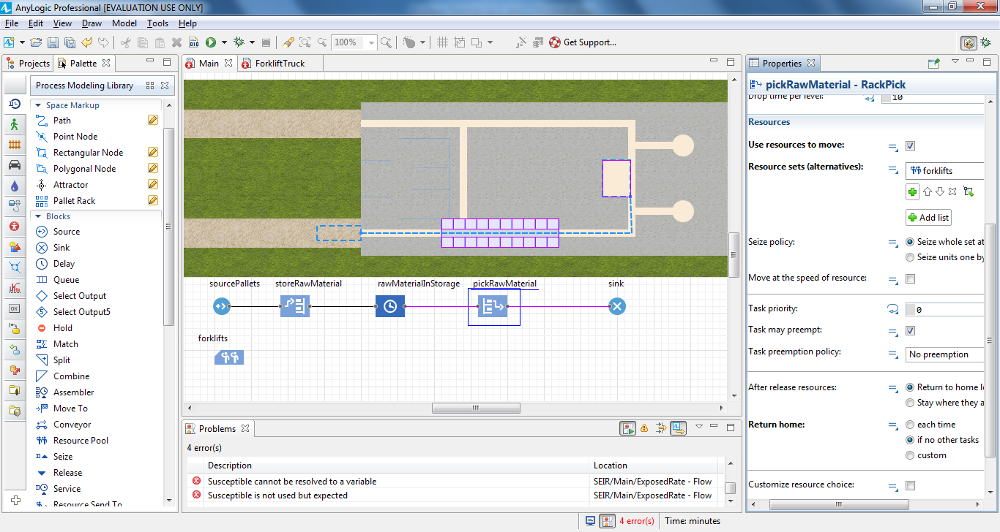 AnyLogic Professional [EVALUATION USE ONLY]
File Edit View Draw Model Tools Help
100% Get Support...
Projects Palette
Process Modeling Library
Space Markup
Path
Point Node
Rectangular Node
Polygonal Node
Attractor
Pallet Rack
Blocks
Source
Sink
Delay
Queue
Select Output
Select Output5
Hold
Match
Split
Combine
Assembler
Move To
Conveyor
Resource Pool
Seize
Release
Service
Resource Send To
Main ForkliftTruck
sourcePallets storeRawMaterial rawMaterialInStorage pickRawMaterial sink
forklifts
Problems
4 error(s)
Description Location
Susceptible cannot be resolved to a variable SEIR/Main/ExposedRate - Flow
Susceptible is not used but expected SEIR/Main/ExposedRate - Flow
Properties
pickRawMaterial - RackPick
Drop time per level: 10
Resources
Use resources to move:
Resource sets (alternatives): forklifts
Add list
Seize policy: Seize whole set at
Seize units one by
Move at the speed of resource:
Task priority: 0
Task may preempt:
Task preemption policy: No preemption
After release resources: Return to home l
Stay where they a
Return home: each time
if no other tasks
custom
Customize resource choice:
4 error(s) Time: minutes